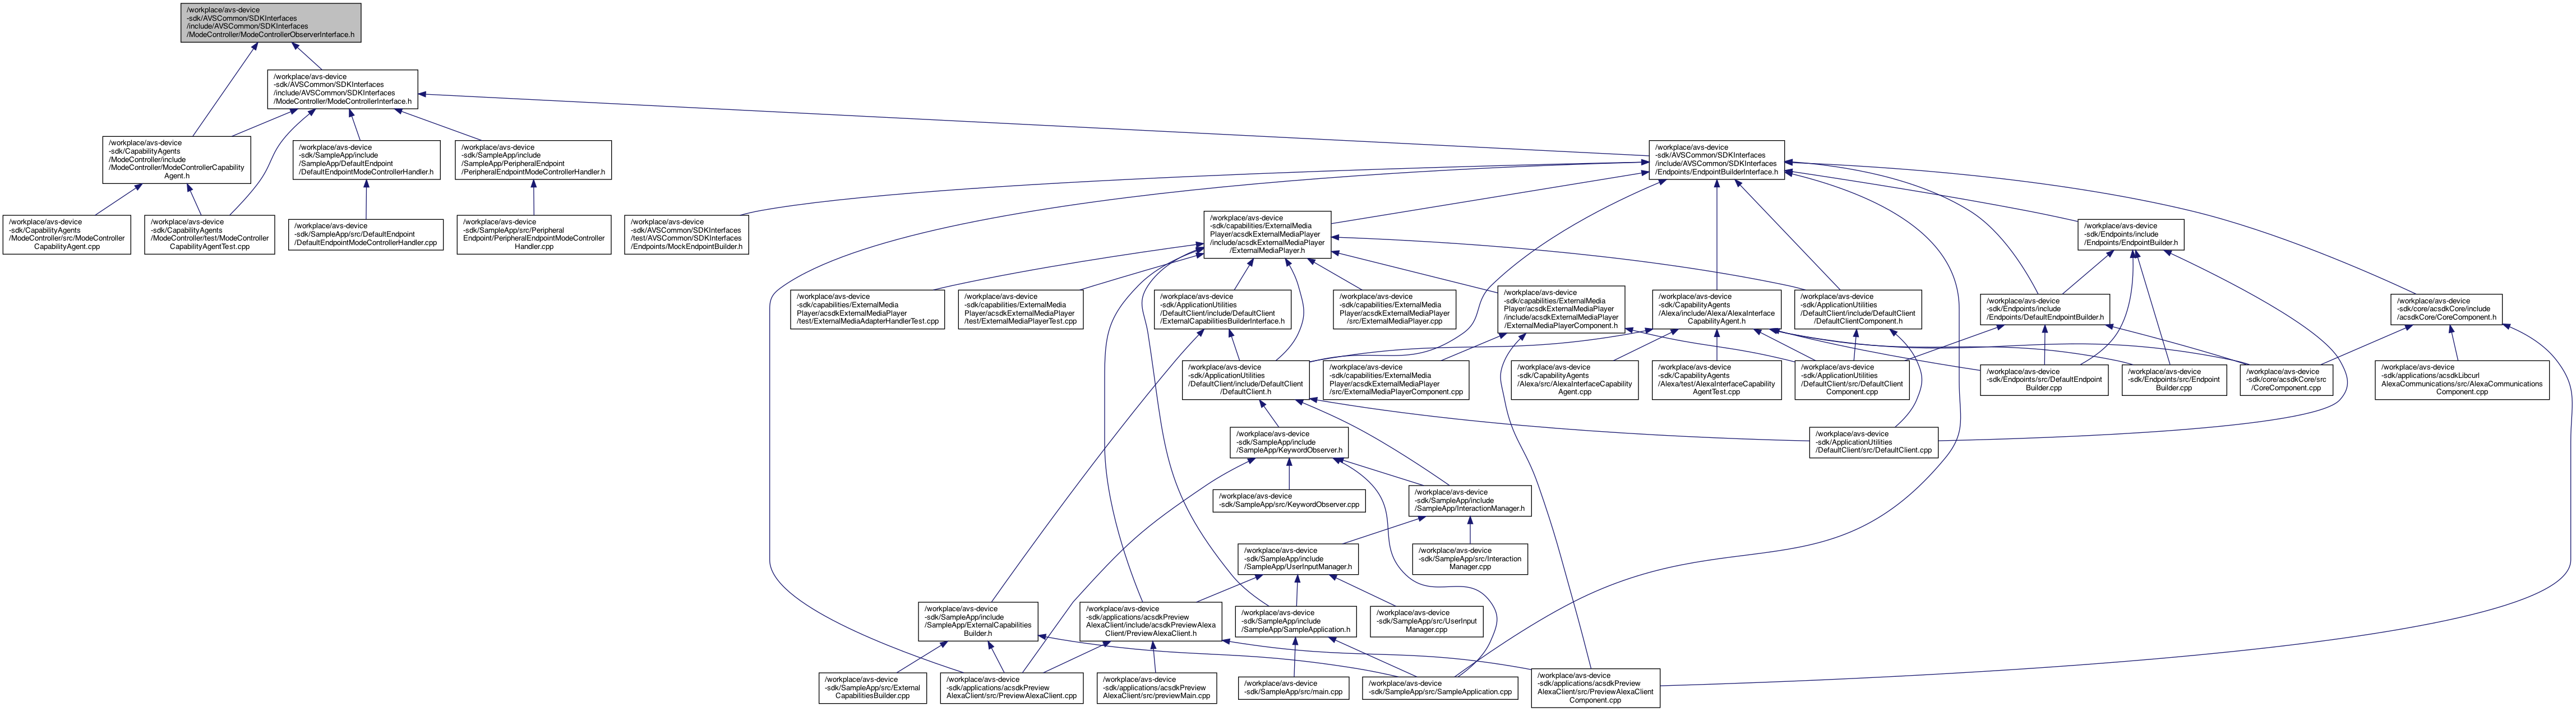 /workplace/avs-device
-sdk/AVSCommon/SDKInterfaces
/include/AVSCommon/SDKInterfaces
/ModeController/ModeControllerObserverInterface.h
/workplace/avs-device
-sdk/AVSCommon/SDKInterfaces
/include/AVSCommon/SDKInterfaces
/ModeController/ModeControllerInterface.h
/workplace/avs-device
-sdk/CapabilityAgents
/ModeController/include
/ModeController/ModeControllerCapability
Agent.h
/workplace/avs-device
-sdk/SampleApp/include
/SampleApp/DefaultEndpoint
/DefaultEndpointModeControllerHandler.h
/workplace/avs-device
-sdk/SampleApp/include
/SampleApp/PeripheralEndpoint
/PeripheralEndpointModeControllerHandler.h
/workplace/avs-device
-sdk/AVSCommon/SDKInterfaces
/include/AVSCommon/SDKInterfaces
/Endpoints/EndpointBuilderInterface.h
/workplace/avs-device
-sdk/CapabilityAgents
/ModeController/src/ModeController
CapabilityAgent.cpp
/workplace/avs-device
-sdk/CapabilityAgents
/ModeController/test/ModeController
CapabilityAgentTest.cpp
/workplace/avs-device
-sdk/SampleApp/src/DefaultEndpoint
/DefaultEndpointModeControllerHandler.cpp
/workplace/avs-device
-sdk/SampleApp/src/Peripheral
Endpoint/PeripheralEndpointModeController
Handler.cpp
/workplace/avs-device
-sdk/AVSCommon/SDKInterfaces
/test/AVSCommon/SDKInterfaces
/Endpoints/MockEndpointBuilder.h
/workplace/avs-device
-sdk/capabilities/ExternalMedia
Player/acsdkExternalMediaPlayer
/include/acsdkExternalMediaPlayer
/ExternalMediaPlayer.h
/workplace/avs-device
-sdk/Endpoints/include
/Endpoints/EndpointBuilder.h
/workplace/avs-device
-sdk/capabilities/ExternalMedia
Player/acsdkExternalMediaPlayer
/test/ExternalMediaAdapterHandlerTest.cpp
/workplace/avs-device
-sdk/capabilities/ExternalMedia
Player/acsdkExternalMediaPlayer
/test/ExternalMediaPlayerTest.cpp
/workplace/avs-device
-sdk/ApplicationUtilities
/DefaultClient/include/DefaultClient
/ExternalCapabilitiesBuilderInterface.h
/workplace/avs-device
-sdk/capabilities/ExternalMedia
Player/acsdkExternalMediaPlayer
/src/ExternalMediaPlayer.cpp
/workplace/avs-device
-sdk/capabilities/ExternalMedia
Player/acsdkExternalMediaPlayer
/include/acsdkExternalMediaPlayer
/ExternalMediaPlayerComponent.h
/workplace/avs-device
-sdk/CapabilityAgents
/Alexa/include/Alexa/AlexaInterface
CapabilityAgent.h
/workplace/avs-device
-sdk/ApplicationUtilities
/DefaultClient/include/DefaultClient
/DefaultClientComponent.h
/workplace/avs-device
-sdk/Endpoints/include
/Endpoints/DefaultEndpointBuilder.h
/workplace/avs-device
-sdk/core/acsdkCore/include
/acsdkCore/CoreComponent.h
/workplace/avs-device
-sdk/ApplicationUtilities
/DefaultClient/include/DefaultClient
/DefaultClient.h
/workplace/avs-device
-sdk/capabilities/ExternalMedia
Player/acsdkExternalMediaPlayer
/src/ExternalMediaPlayerComponent.cpp
/workplace/avs-device
-sdk/CapabilityAgents
/Alexa/src/AlexaInterfaceCapability
Agent.cpp
/workplace/avs-device
-sdk/CapabilityAgents
/Alexa/test/AlexaInterfaceCapability
AgentTest.cpp
/workplace/avs-device
-sdk/ApplicationUtilities
/DefaultClient/src/DefaultClient
Component.cpp
/workplace/avs-device
-sdk/Endpoints/src/DefaultEndpoint
Builder.cpp
/workplace/avs-device
-sdk/Endpoints/src/Endpoint
Builder.cpp
/workplace/avs-device
-sdk/core/acsdkCore/src
/CoreComponent.cpp
/workplace/avs-device
-sdk/applications/acsdkLibcurl
AlexaCommunications/src/AlexaCommunications
Component.cpp
/workplace/avs-device
-sdk/SampleApp/include
/SampleApp/KeywordObserver.h
/workplace/avs-device
-sdk/ApplicationUtilities
/DefaultClient/src/DefaultClient.cpp
/workplace/avs-device
-sdk/SampleApp/src/KeywordObserver.cpp
/workplace/avs-device
-sdk/SampleApp/include
/SampleApp/InteractionManager.h
/workplace/avs-device
-sdk/SampleApp/include
/SampleApp/UserInputManager.h
/workplace/avs-device
-sdk/SampleApp/src/Interaction
Manager.cpp
/workplace/avs-device
-sdk/SampleApp/include
/SampleApp/ExternalCapabilities
Builder.h
/workplace/avs-device
-sdk/applications/acsdkPreview
AlexaClient/include/acsdkPreviewAlexa
Client/PreviewAlexaClient.h
/workplace/avs-device
-sdk/SampleApp/include
/SampleApp/SampleApplication.h
/workplace/avs-device
-sdk/SampleApp/src/UserInput
Manager.cpp
/workplace/avs-device
-sdk/SampleApp/src/External
CapabilitiesBuilder.cpp
/workplace/avs-device
-sdk/applications/acsdkPreview
AlexaClient/src/PreviewAlexaClient.cpp
/workplace/avs-device
-sdk/applications/acsdkPreview
AlexaClient/src/previewMain.cpp
/workplace/avs-device
-sdk/SampleApp/src/main.cpp
/workplace/avs-device
-sdk/SampleApp/src/SampleApplication.cpp
/workplace/avs-device
-sdk/applications/acsdkPreview
AlexaClient/src/PreviewAlexaClient
Component.cpp